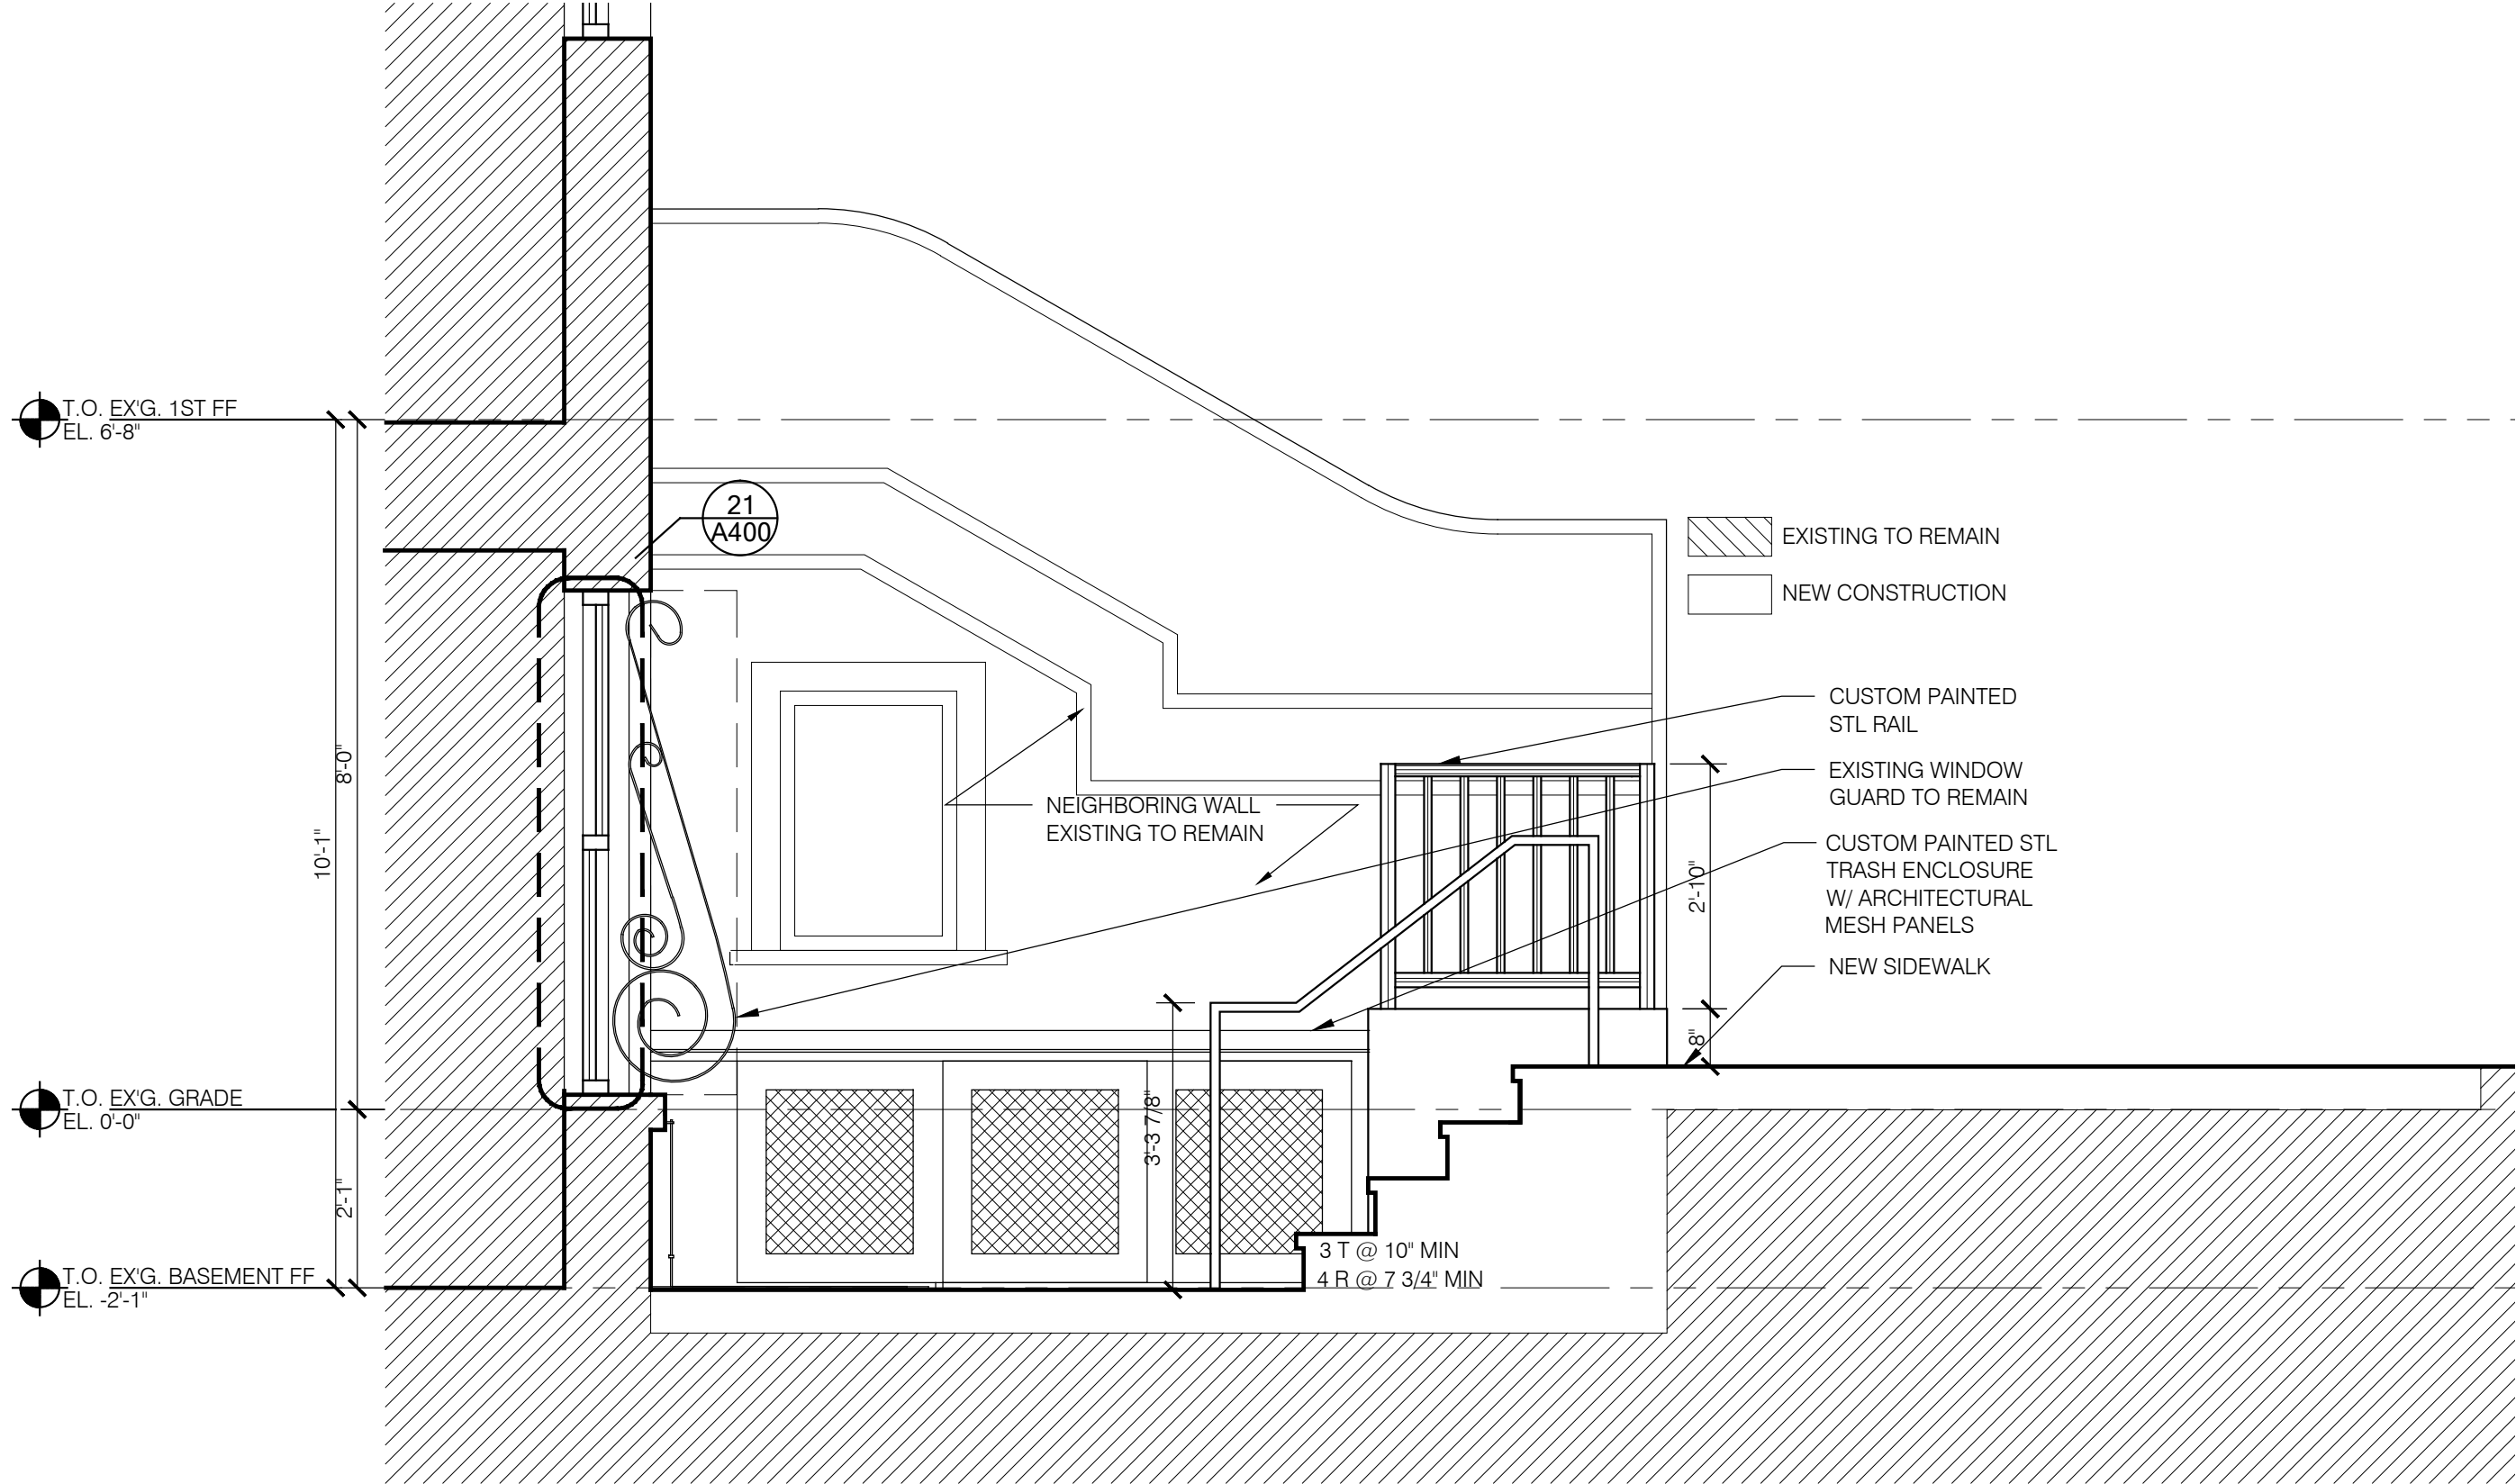 T.O. EX'G. 1ST FF
EL. 6'-8"
21
A400
EXISTING TO REMAIN
NEW CONSTRUCTION
CUSTOM PAINTED
STL RAIL
EXISTING WINDOW
GUARD TO REMAIN
8'-0"
10'-1"
NEIGHBORING WALL
EXISTING TO REMAIN
CUSTOM PAINTED STL
TRASH ENCLOSURE
W/ ARCHITECTURAL
MESH PANELS
2'-10"
NEW SIDEWALK
8"
T.O. EX'G. GRADE
EL. 0'-0"
3'-3 7/8"
2'-1"
3 T @ 10" MIN
4 R @ 7 3/4" MIN
T.O. EX'G. BASEMENT FF
EL. -2'-1"